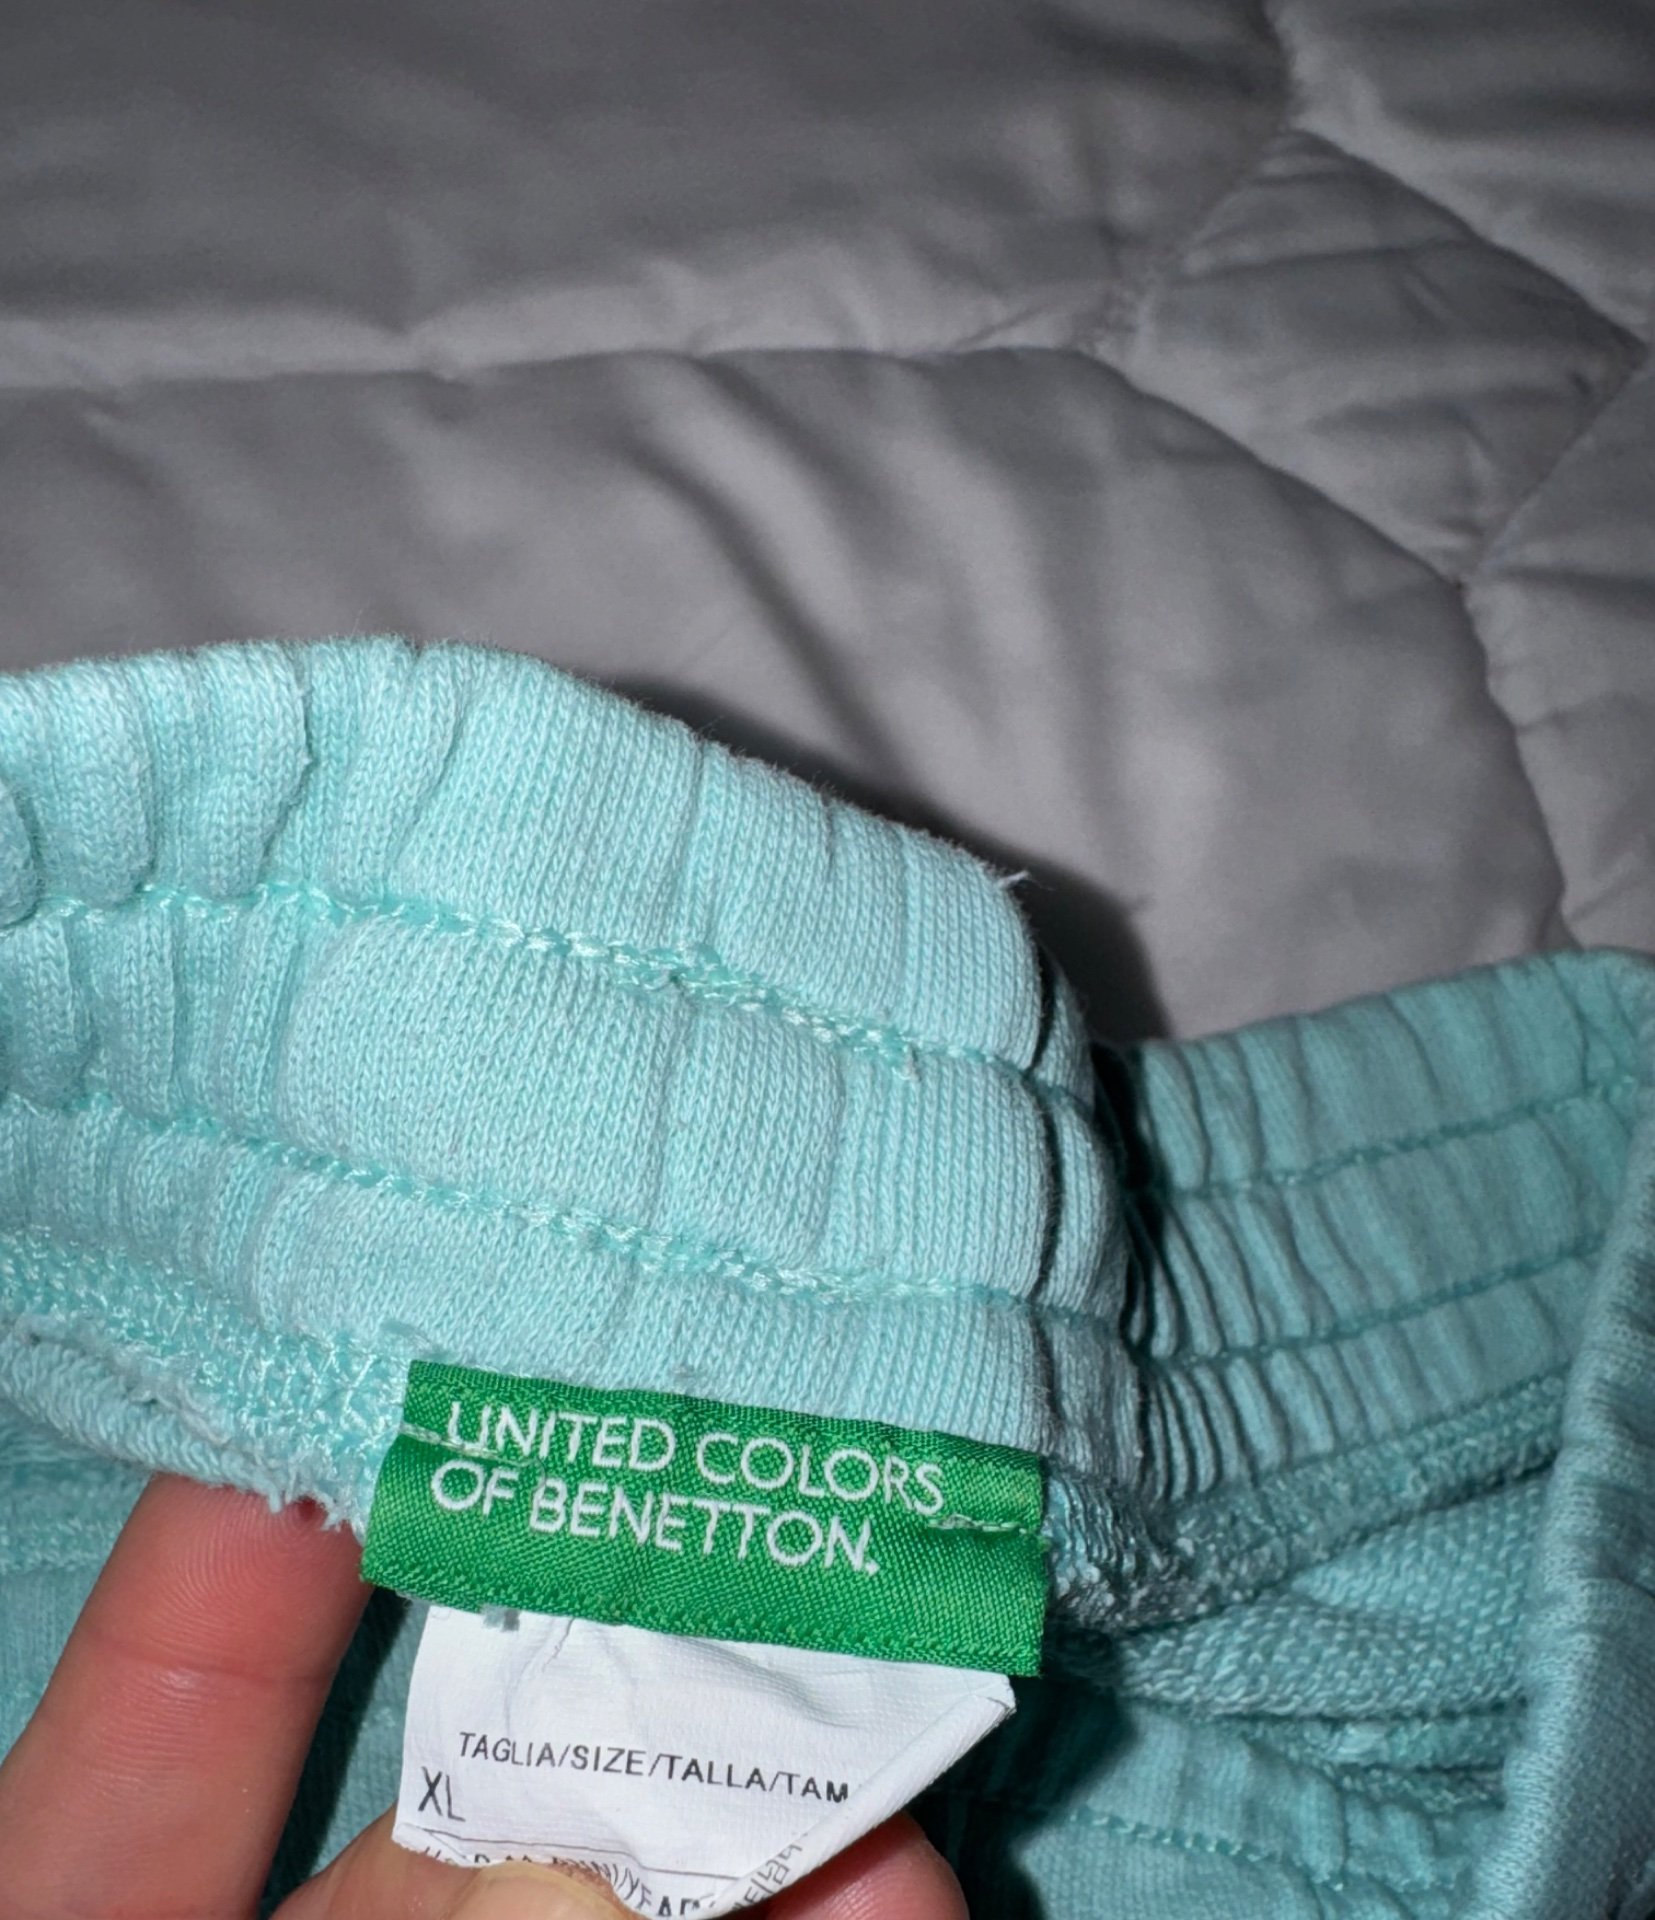 UNITED COLORS
OF BENETTON.
TAGLIA/SIZE/TALLA/TAM
XL